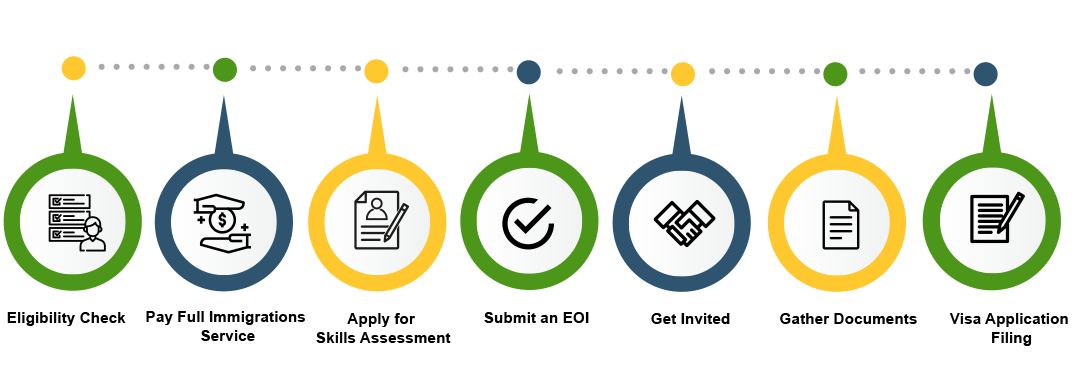 Eligibility Check
Pay Full Immigrations
Service
Apply for
Skills Assessment
Submit an EOI
Get Invited
Gather Documents
Visa Application
Filing